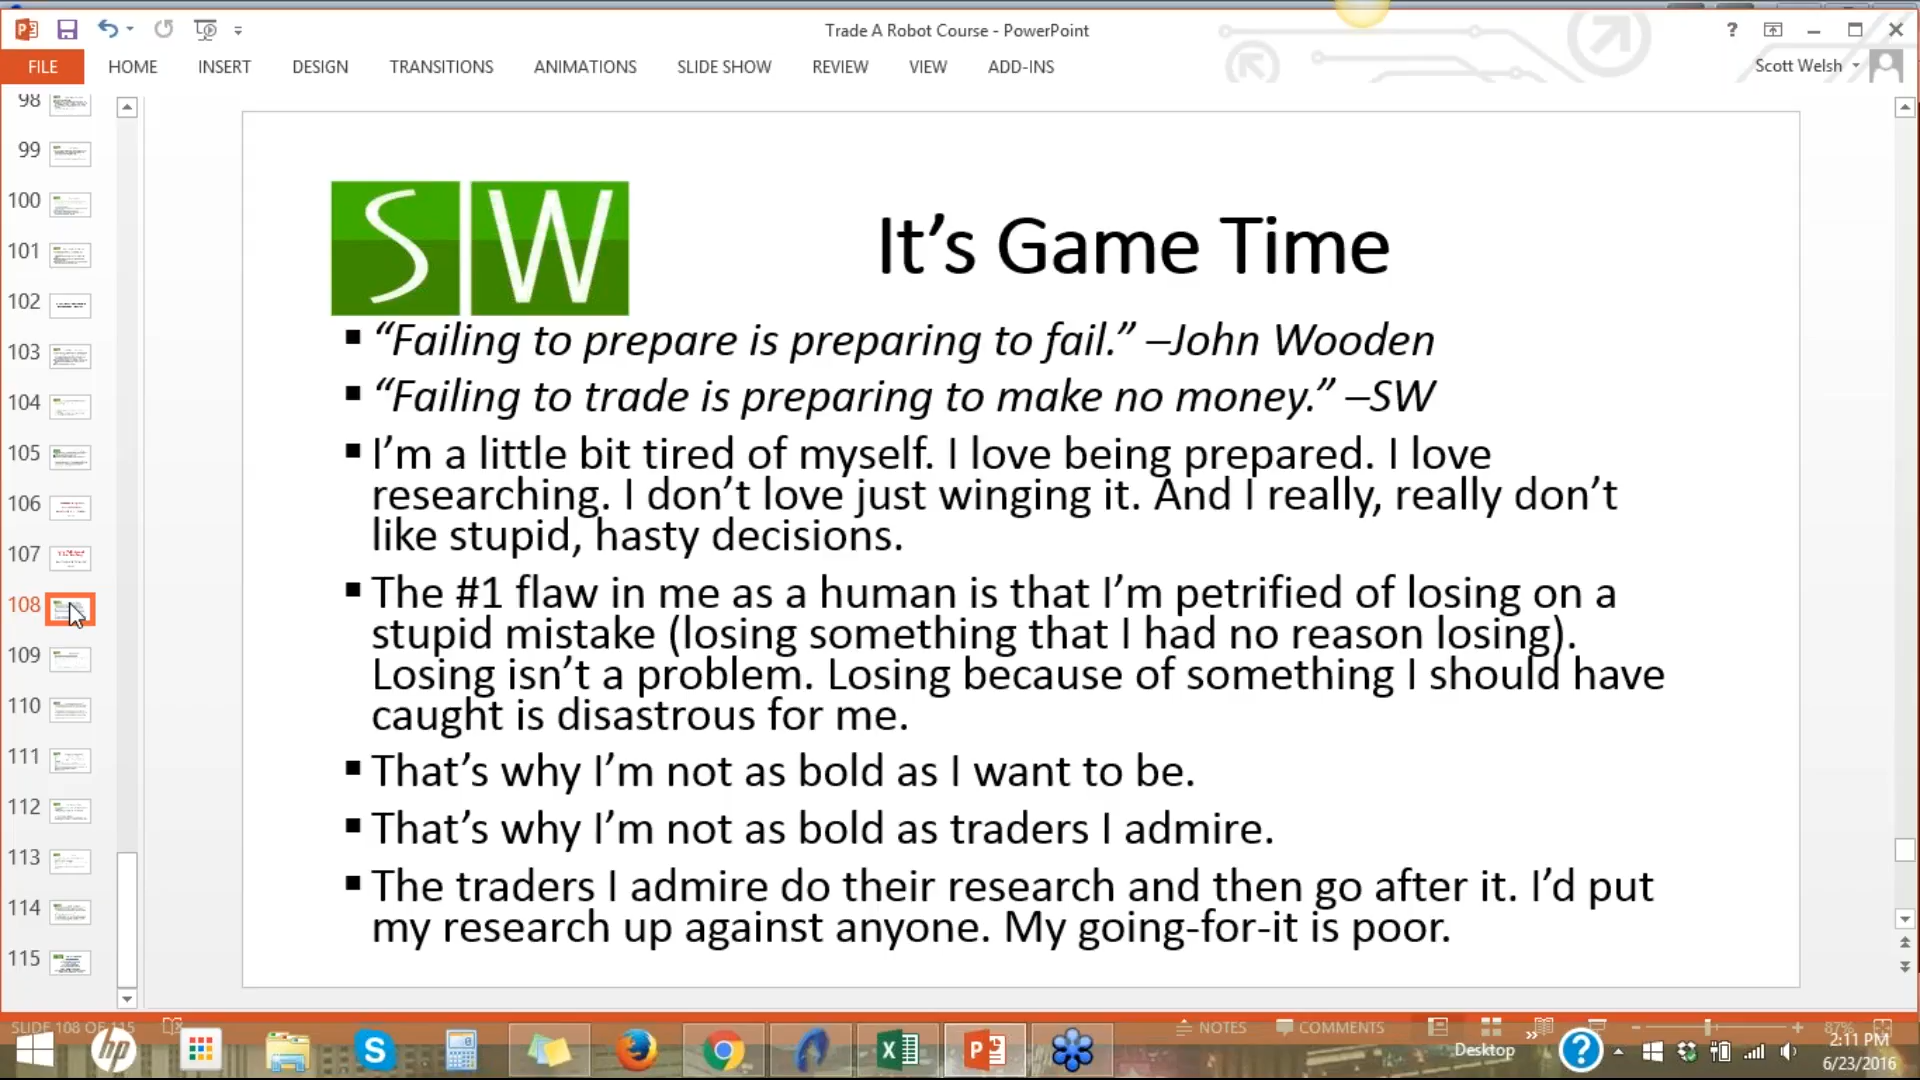 Trade A Robot Course - PowerPoint
?
FILE HOME INSERT DESIGN TRANSITIONS ANIMATIONS SLIDE SHOW REVIEW VIEW ADD-INS
Scott Welsh
98
99
100
101
102
103
104
105
106
107
108
109
110
111
112
113
114
115
SW
It’s Game Time
“Failing to prepare is preparing to fail.” –John Wooden
“Failing to trade is preparing to make no money.” –SW
I’m a little bit tired of myself. I love being prepared. I love
researching. I don’t love just winging it. And I really, really don’t
like stupid, hasty decisions.
The #1 flaw in me as a human is that I’m petrified of losing on a
stupid mistake (losing something that I had no reason losing).
Losing isn’t a problem. Losing because of something I should have
caught is disastrous for me.
That’s why I’m not as bold as I want to be.
That’s why I’m not as bold as traders I admire.
The traders I admire do their research and then go after it. I’d put
my research up against anyone. My going-for-it is poor.
SLIDE 108 OF 115
NOTES
COMMENTS
87%
Desktop
2:11 PM
6/23/2016